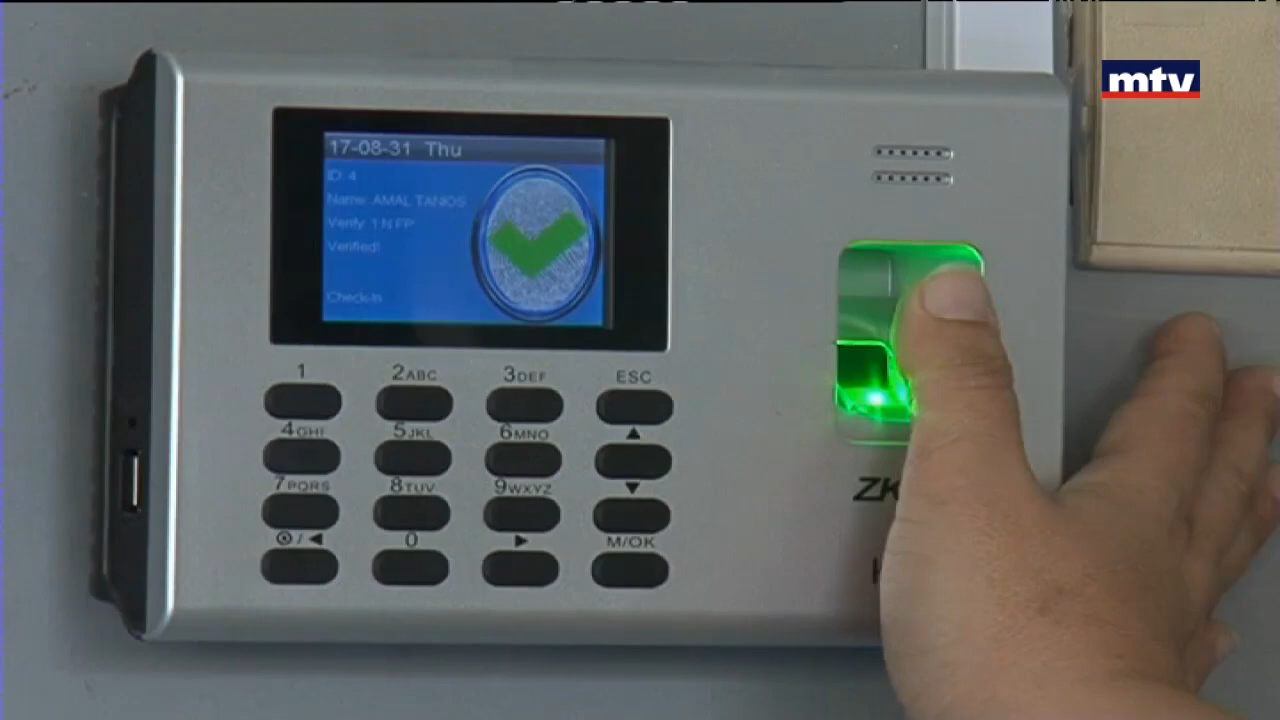 mtv
17-08-31 Thu
ID: 4
Name: AMAL TANIOS
Verify: 1:N FP
Verified!
Check-In
1 2ABC 3DEF ESC
4GHI 5JKL 6MNO ▲
7PQRS 8TUV 9WXYZ ▼
/◀ 0 ▶ M/OK
ZK